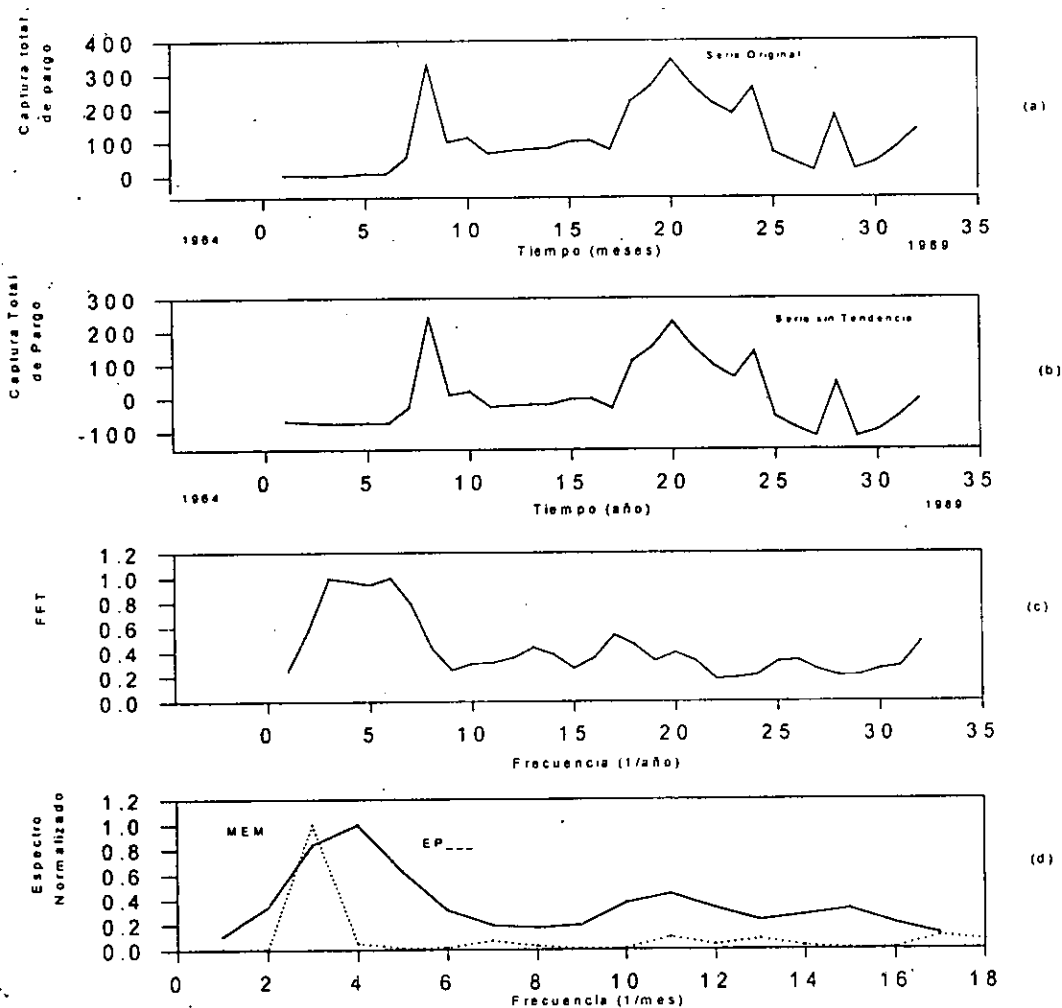 Captura total
de pargo
400
300
200
100
0
Serie Original
(a)
1964
0 5 10 15 20 25 30 35
Tiempo (meses)
1989
Captura Total
de Pargo
300
200
100
0
-100
Serie sin Tendencia
(b)
1964
0 5 10 15 20 25 30 35
Tiempo (año)
1989
FFT
1.2
1.0
0.8
0.6
0.4
0.2
0.0
(c)
0 5 10 15 20 25 30 35
Frecuencia (1/año)
Espectro
Normalizado
1.2
1.0
0.8
0.6
0.4
0.2
0.0
MEM
EP___
(d)
0 2 4 6 8 10 12 14 16 18
Frecuencia (1/mes)